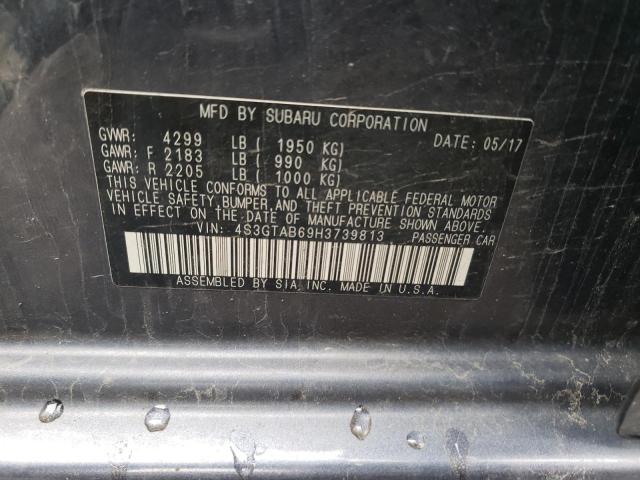 MFD BY SUBARU CORPORATION
GVWR: 4299 LB ( 1950 KG) DATE: 05/17
GAWR: F 2183 LB ( 990 KG)
GAWR: R 2205 LB ( 1000 KG)
THIS VEHICLE CONFORMS TO ALL APPLICABLE FEDERAL MOTOR
VEHICLE SAFETY, BUMPER, AND THEFT PREVENTION STANDARDS
IN EFFECT ON THE DATE OF MANUFACTURE SHOWN ABOVE.
VIN: 4S3GTAB69H3739813 PASSENGER CAR
ASSEMBLED BY SIA, INC. MADE IN U.S.A.